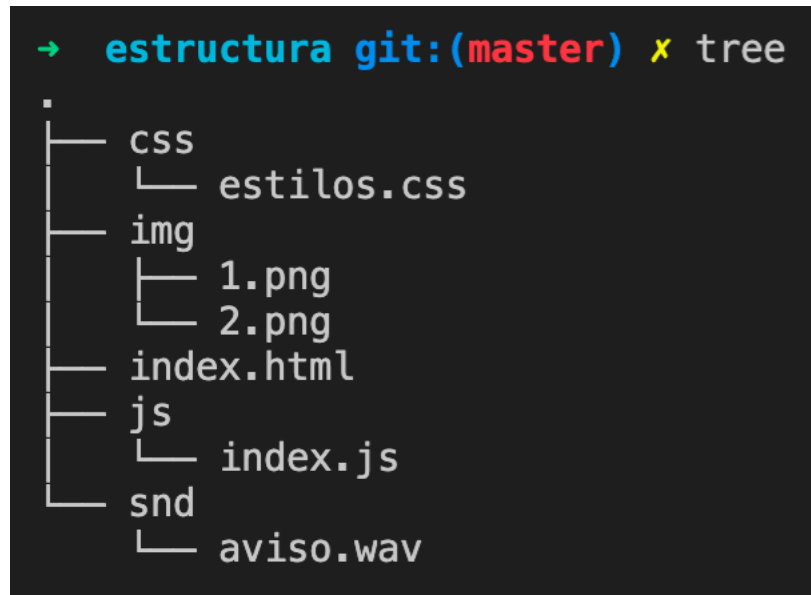 ➜  estructura git:(master) ✗ tree
.
├── css
│   └── estilos.css
├── img
│   ├── 1.png
│   └── 2.png
├── index.html
├── js
│   └── index.js
└── snd
    └── aviso.wav